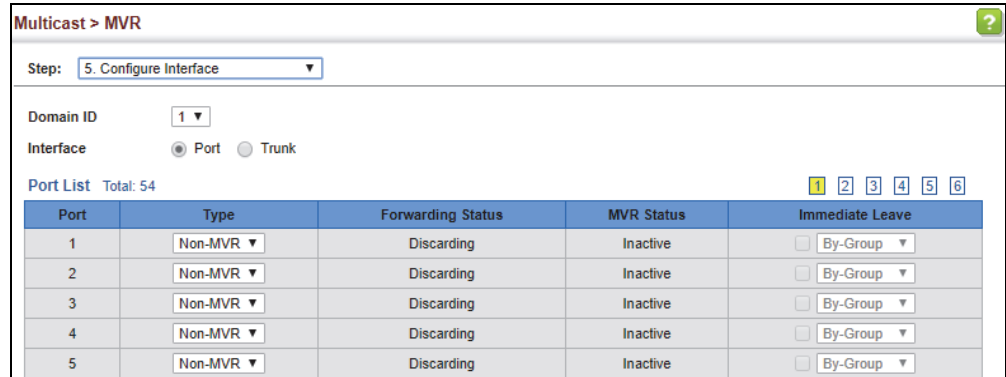 Multicast > MVR ?
Step: 5. Configure Interface
Domain ID 1
Interface Port Trunk
Port List Total: 54 1 2 3 4 5 6
Port Type Forwarding Status MVR Status Immediate Leave
1 Non-MVR Discarding Inactive By-Group
2 Non-MVR Discarding Inactive By-Group
3 Non-MVR Discarding Inactive By-Group
4 Non-MVR Discarding Inactive By-Group
5 Non-MVR Discarding Inactive By-Group